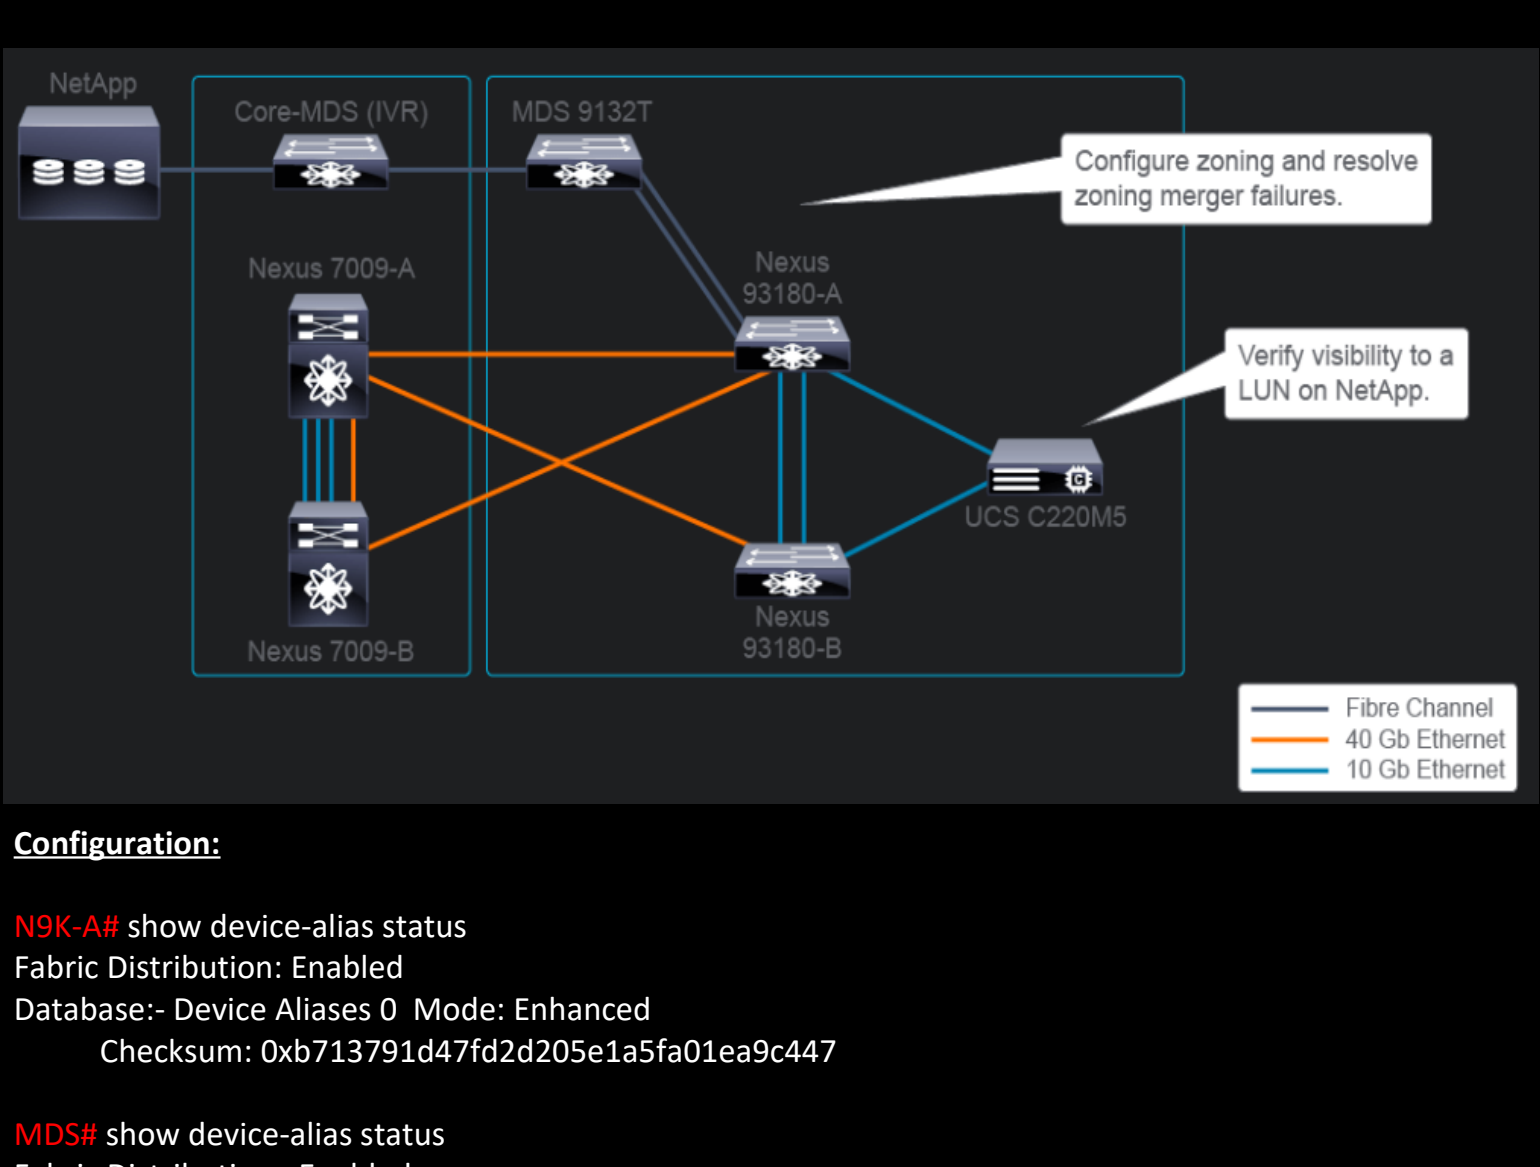 NetApp
Core-MDS (IVR)
MDS 9132T
Configure zoning and resolve
zoning merger failures.
Nexus 7009-A
Nexus
93180-A
Verify visibility to a
LUN on NetApp.
UCS C220M5
Nexus
93180-B
Nexus 7009-B
Fibre Channel
40 Gb Ethernet
10 Gb Ethernet
Configuration:
N9K-A# show device-alias status
Fabric Distribution: Enabled
Database:- Device Aliases 0 Mode: Enhanced
Checksum: 0xb713791d47fd2d205e1a5fa01ea9c447
MDS# show device-alias status